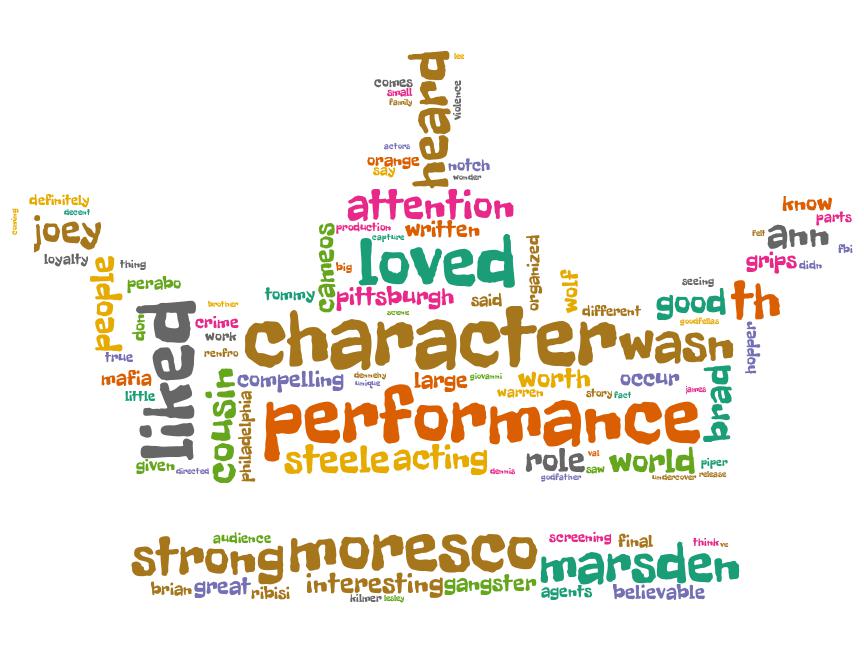 heard
lee
comes
small
family
violence
actors
orange
say
notch
wonder
attention
production
written
capture
cameos
loved
big
organized
tommy
pittsburgh
said
scene
wolf
different
definitely
decent
coming
joey
loyalty
people
thing
perabo
don
true
mafia
little
brother
crime
work
renfro
liked
know
parts
felt
ann
fbi
grips
didn
seeing
good
th
goodfellas
hopper
character
wasn
compelling
dennehy
unique
large
giovanni
worth
warren
story
fact
occur
james
brad
cousin
philadelphia
performance
given
directed
steele
acting
dennis
role
val
saw
godfather
world
piper
undercover
release
audience
strong
moresco
screening
final
think
ve
marsden
brian
great
ribisi
interesting
gangster
kilmer
lesley
agents
believable